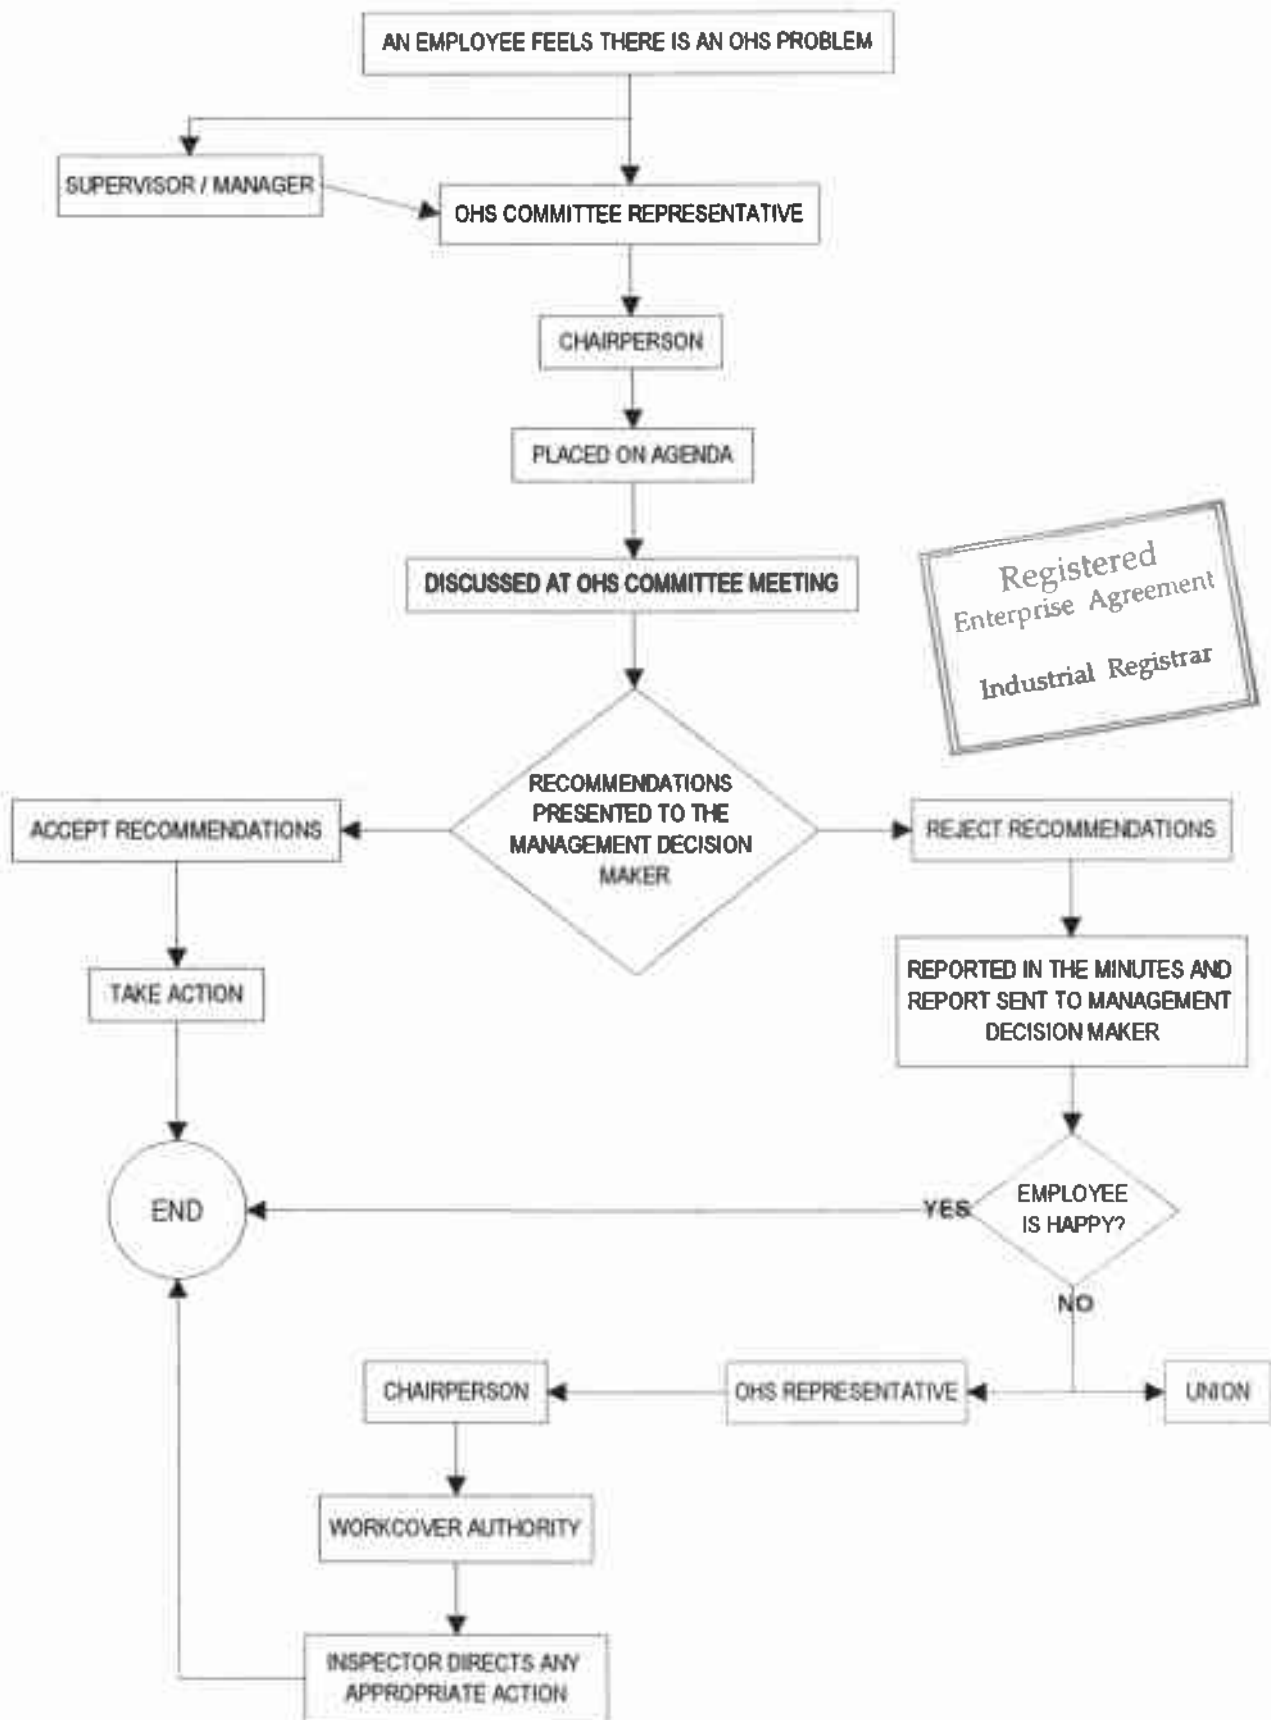 AN EMPLOYEE FEELS THERE IS AN OHS PROBLEM
SUPERVISOR / MANAGER
OHS COMMITTEE REPRESENTATIVE
CHAIRPERSON
PLACED ON AGENDA
DISCUSSED AT OHS COMMITTEE MEETING
Registered
Enterprise Agreement
Industrial Registrar
RECOMMENDATIONS
PRESENTED TO THE
MANAGEMENT DECISION
MAKER
ACCEPT RECOMMENDATIONS
REJECT RECOMMENDATIONS
TAKE ACTION
REPORTED IN THE MINUTES AND
REPORT SENT TO MANAGEMENT
DECISION MAKER
END
YES
EMPLOYEE
IS HAPPY?
NO
CHAIRPERSON
OHS REPRESENTATIVE
UNION
WORKCOVER AUTHORITY
INSPECTOR DIRECTS ANY
APPROPRIATE ACTION